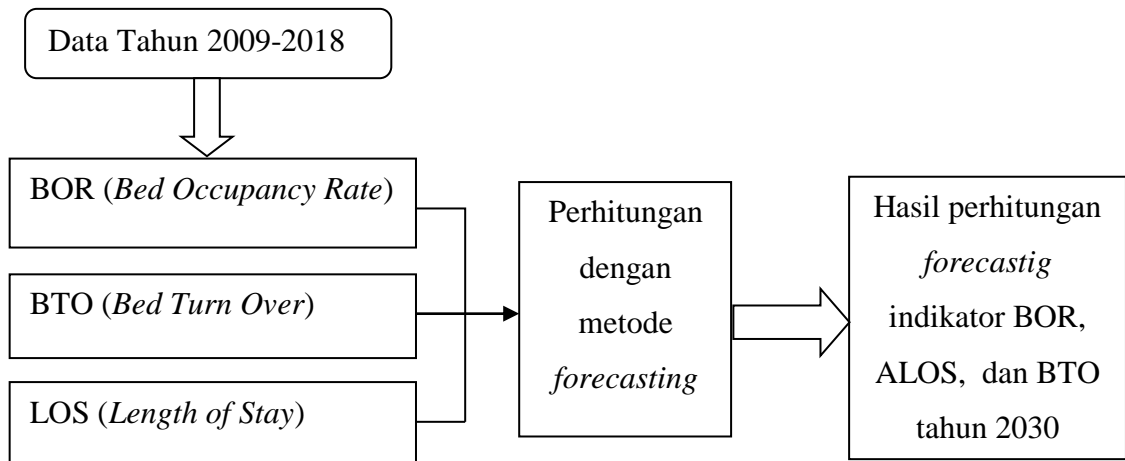 Data Tahun 2009-2018
BOR (Bed Occupancy Rate)
BTO (Bed Turn Over)
LOS (Length of Stay)
Perhitungan
dengan
metode
forecasting
Hasil perhitungan
forecastig
indikator BOR,
ALOS, dan BTO
tahun 2030